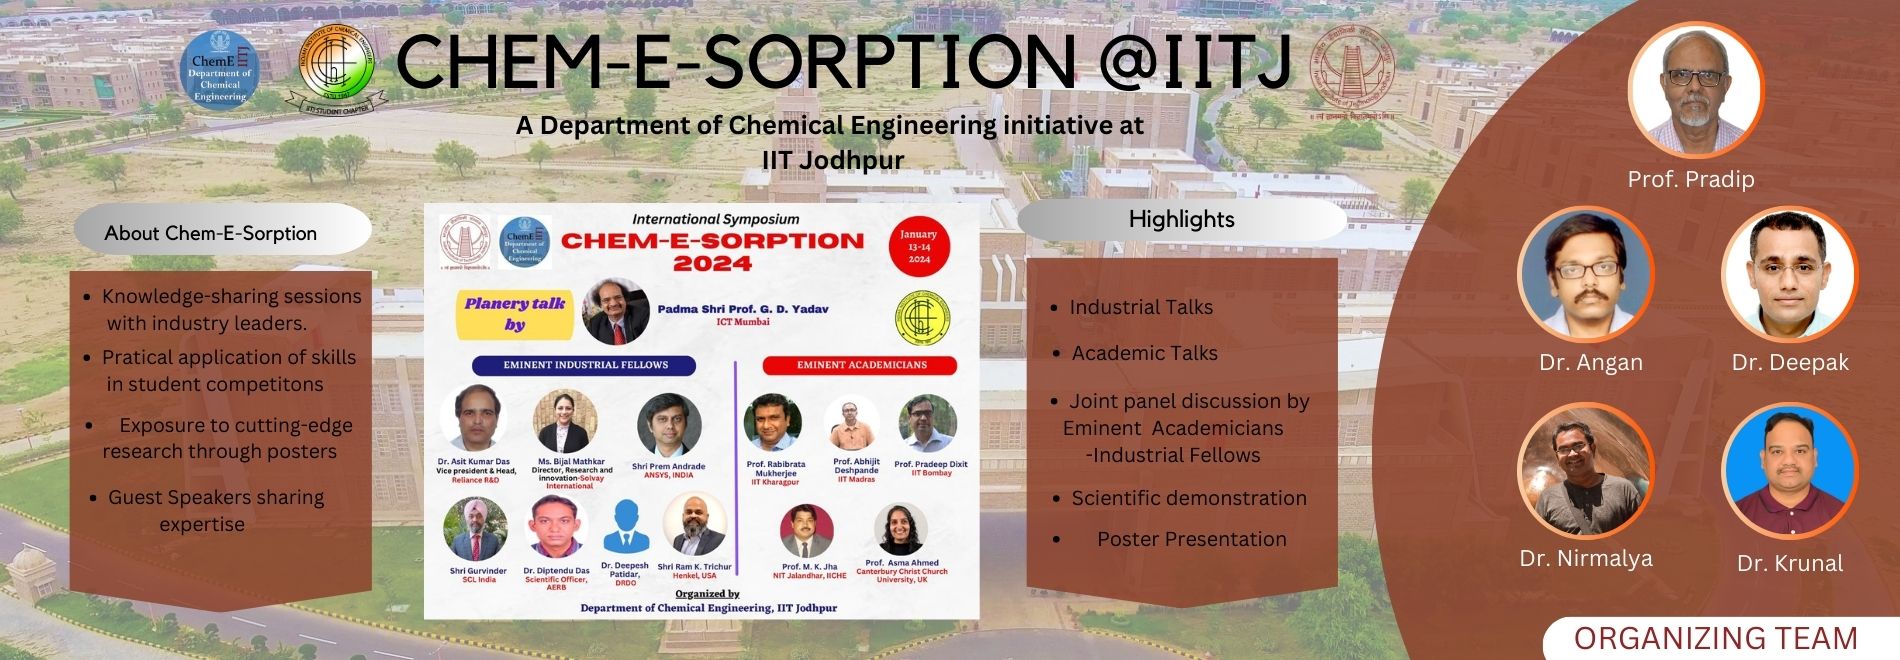 ChemE IITJ
Department of
Chemical
Engineering
INDIAN INSTITUTE OF CHEMICAL ENGINEERS
IITJ STUDENT CHAPTER
CHEM-E-SORPTION @IITJ
A Department of Chemical Engineering initiative at
IIT Jodhpur
About Chem-E-Sorption
Knowledge-sharing sessions
with industry leaders.
Pratical application of skills
in student competitons
Exposure to cutting-edge
research through posters
Guest Speakers sharing
expertise
ChemE IITJ
Department of
Chemical
Engineering
International Symposium
CHEM-E-SORPTION
2024
January
13-14
2024
Planery talk
by
Padma Shri Prof. G. D. Yadav
ICT Mumbai
EMINENT INDUSTRIAL FELLOWS
EMINENT ACADEMICIANS
Dr. Asit Kumar Das
Vice president & Head,
Reliance R&D
Ms. Bijal Mathkar
Director, Research and
innovation-Solvay
International
Shri Prem Andrade
ANSYS, INDIA
Prof. Rabibrata
Mukherjee
IIT Kharagpur
Prof. Abhijit
Deshpande
IIT Madras
Prof. Pradeep Dixit
IIT Bombay
Shri Gurvinder
SCL India
Dr. Diptendu Das
Scientific Officer,
AERB
Dr. Deepesh
Patidar,
DRDO
Shri Ram K. Trichur
Henkel, USA
Prof. M. K. Jha
NIT Jalandhar, IICHE
Prof. Asma Ahmed
Canterbury Christ Church
University, UK
Organized by
Department of Chemical Engineering, IIT Jodhpur
Highlights
Industrial Talks
Academic Talks
Joint panel discussion by
Eminent Academicians
-Industrial Fellows
Scientific demonstration
Poster Presentation
Prof. Pradip
Dr. Angan
Dr. Deepak
Dr. Nirmalya
Dr. Krunal
ORGANIZING TEAM